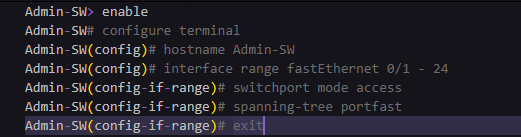 Admin-SW> enable
Admin-SW# configure terminal
Admin-SW(config)# hostname Admin-SW
Admin-SW(config)# interface range fastEthernet 0/1 - 24
Admin-SW(config-if-range)# switchport mode access
Admin-SW(config-if-range)# spanning-tree portfast
Admin-SW(config-if-range)# exit